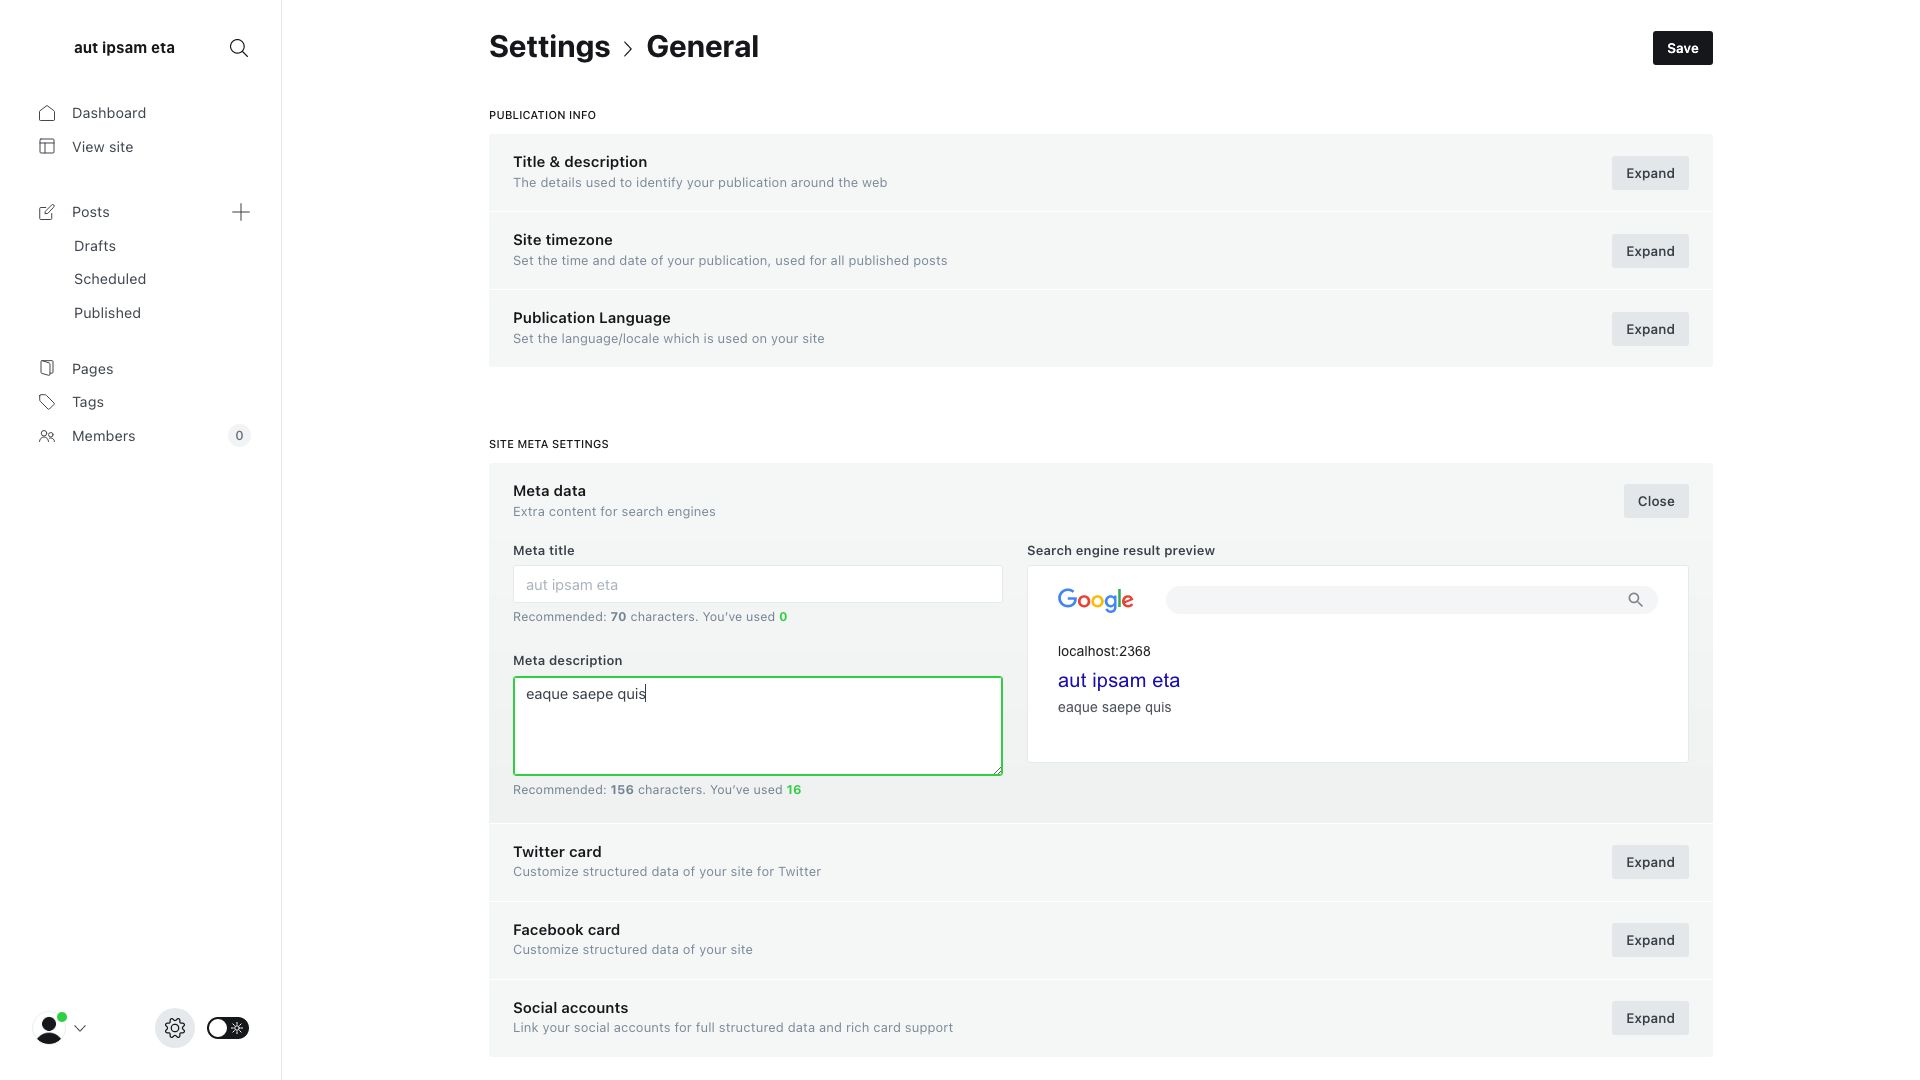 aut ipsam eta
Dashboard
View site
Posts
Drafts
Scheduled
Published
Pages
Tags
Members
0
Settings
General
Save
PUBLICATION INFO
Title & description
The details used to identify your publication around the web
Expand
Site timezone
Set the time and date of your publication, used for all published posts
Expand
Publication Language
Set the language/locale which is used on your site
Expand
SITE META SETTINGS
Meta data
Extra content for search engines
Close
Meta title
aut ipsam eta
Recommended: 70 characters. You've used 0
Meta description
eaque saepe quis
Recommended: 156 characters. You've used 16
Search engine result preview
Google
localhost:2368
aut ipsam eta
eaque saepe quis
Twitter card
Customize structured data of your site for Twitter
Expand
Facebook card
Customize structured data of your site
Expand
Social accounts
Link your social accounts for full structured data and rich card support
Expand